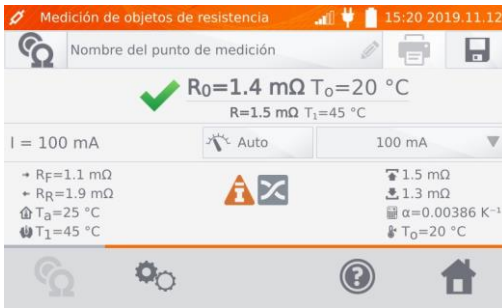 Medición de objetos de resistencia 15:20 2019.11.12
Nombre del punto de medición
R₀=1.4 mΩ T₀=20 °C
R=1.5 mΩ T₁=45 °C
I = 100 mA Auto 100 mA
R_F=1.1 mΩ 1.5 mΩ
R_R=1.9 mΩ 1.3 mΩ
Tₐ=25 °C α=0.00386 K⁻¹
T₁=45 °C T₀=20 °C